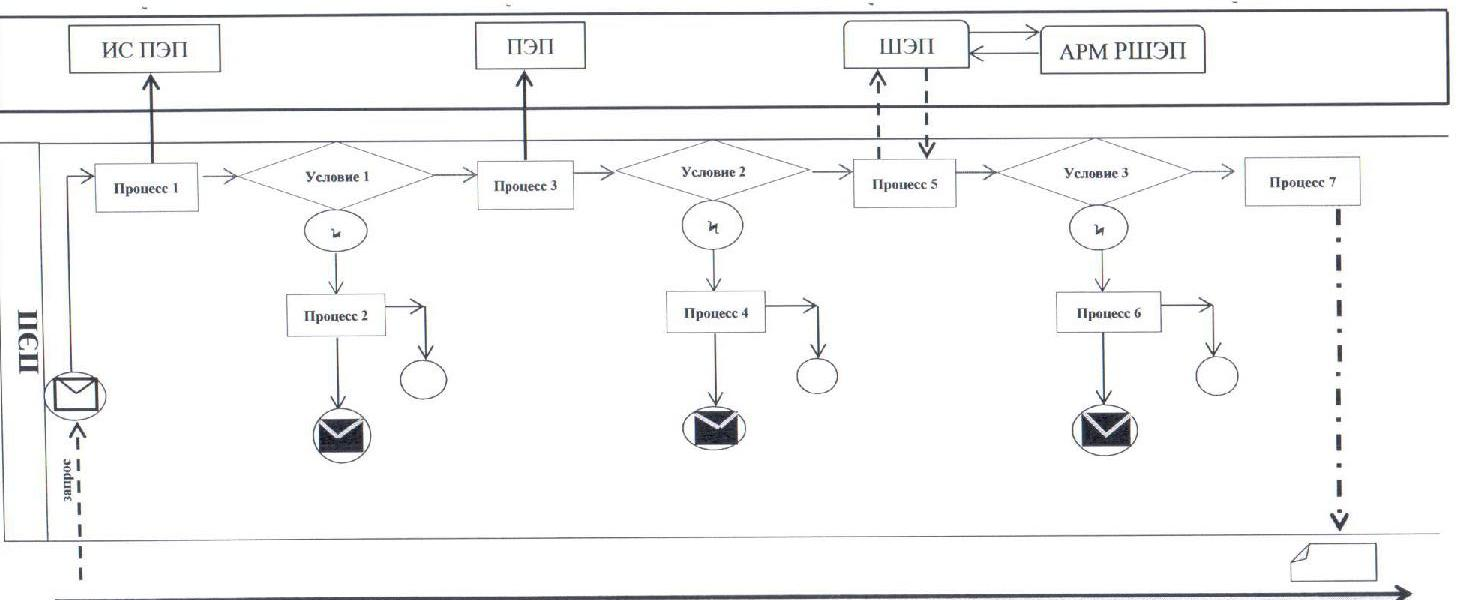 ИС ПЭП
ПЭП
ШЭП
АРМ РШЭП
Процесс 1
Условие 1
Процесс 3
Условие 2
Процесс 5
Условие 3
Процесс 7
Процесс 2
Процесс 4
Процесс 6
ПЭП
запрос